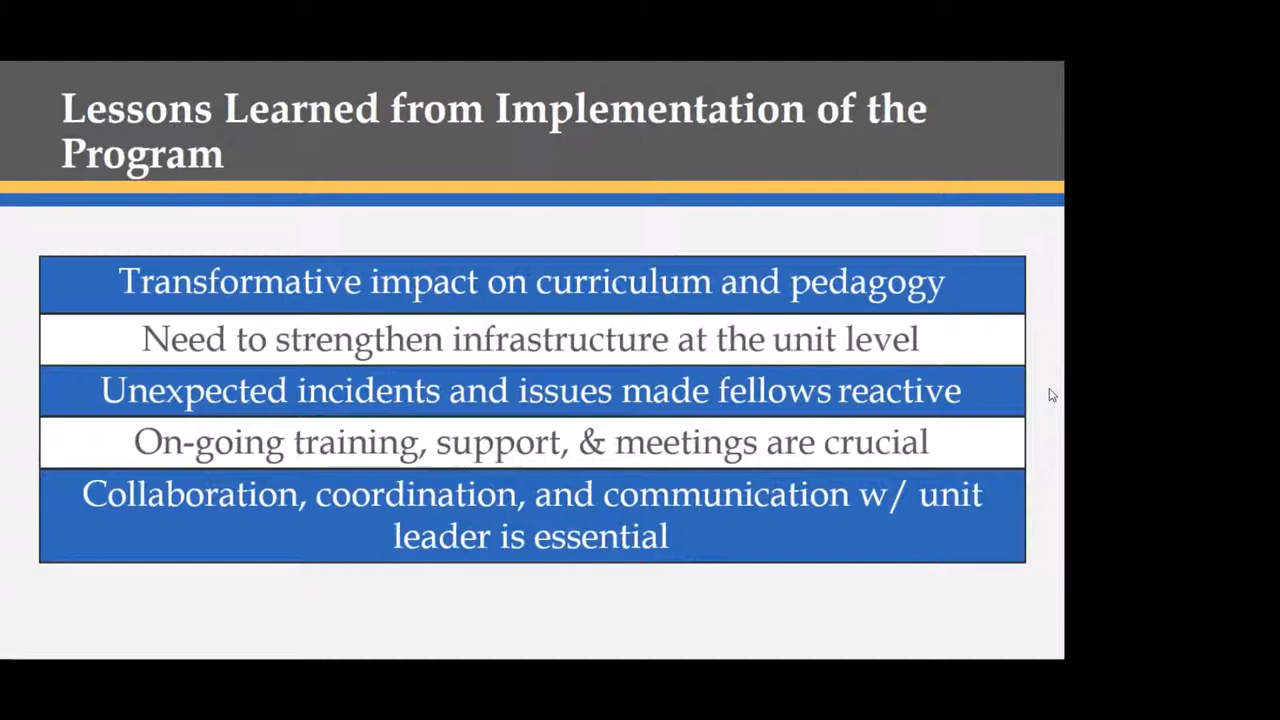 Lessons Learned from Implementation of the
Program
Transformative impact on curriculum and pedagogy
Need to strengthen infrastructure at the unit level
Unexpected incidents and issues made fellows reactive
On-going training, support, & meetings are crucial
Collaboration, coordination, and communication w/ unit
leader is essential